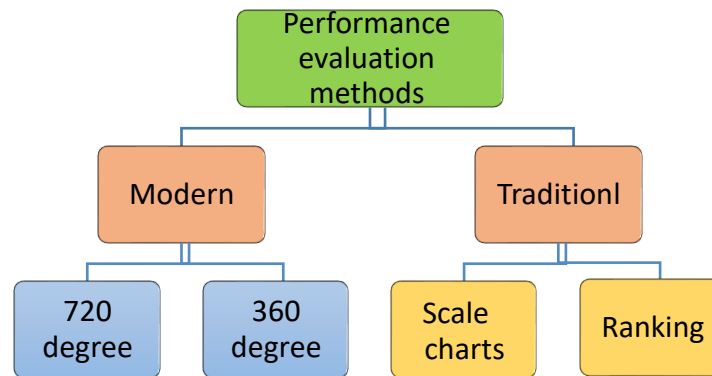 Performance
evaluation
methods
Modern
Traditionl
720
degree
360
degree
Scale
charts
Ranking